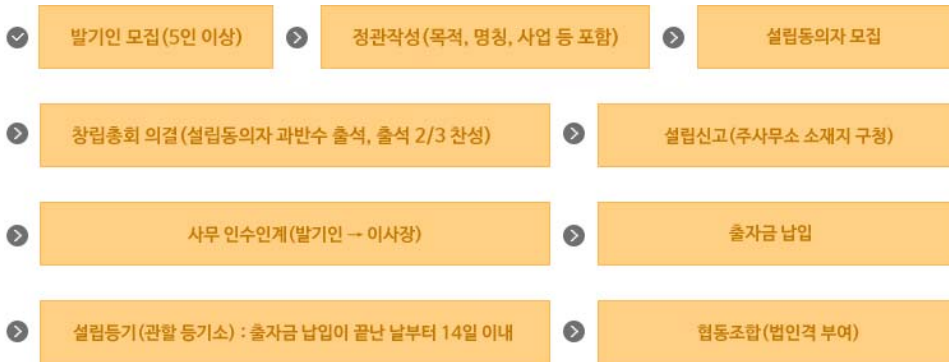 발기인 모집(5인 이상)
정관작성(목적, 명칭, 사업 등 포함)
설립동의자 모집
창립총회 의결(설립동의자 과반수 출석, 출석 2/3 찬성)
설립신고(주사무소 소재지 구청)
사무 인수인계(발기인 → 이사장)
출자금 납입
설립등기(관할 등기소) : 출자금 납입이 끝난 날부터 14일 이내
협동조합(법인격 부여)